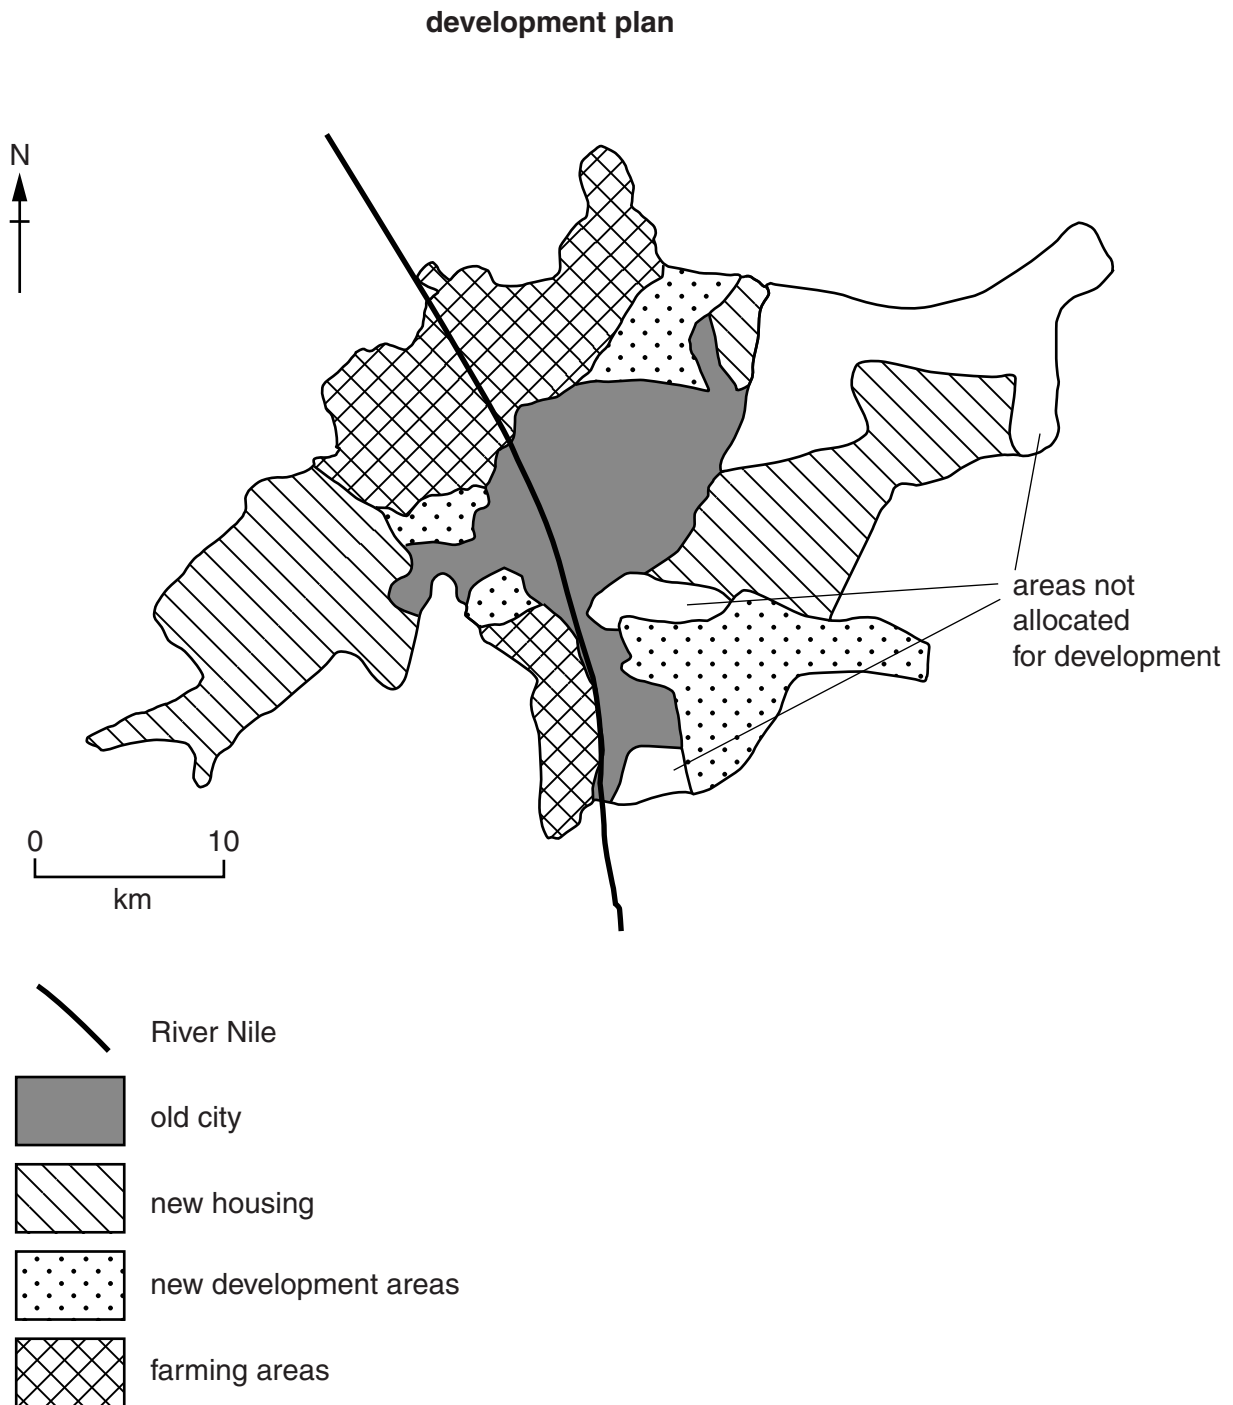 development plan
N
areas not
allocated
for development
0 10
km
River Nile
old city
new housing
new development areas
farming areas